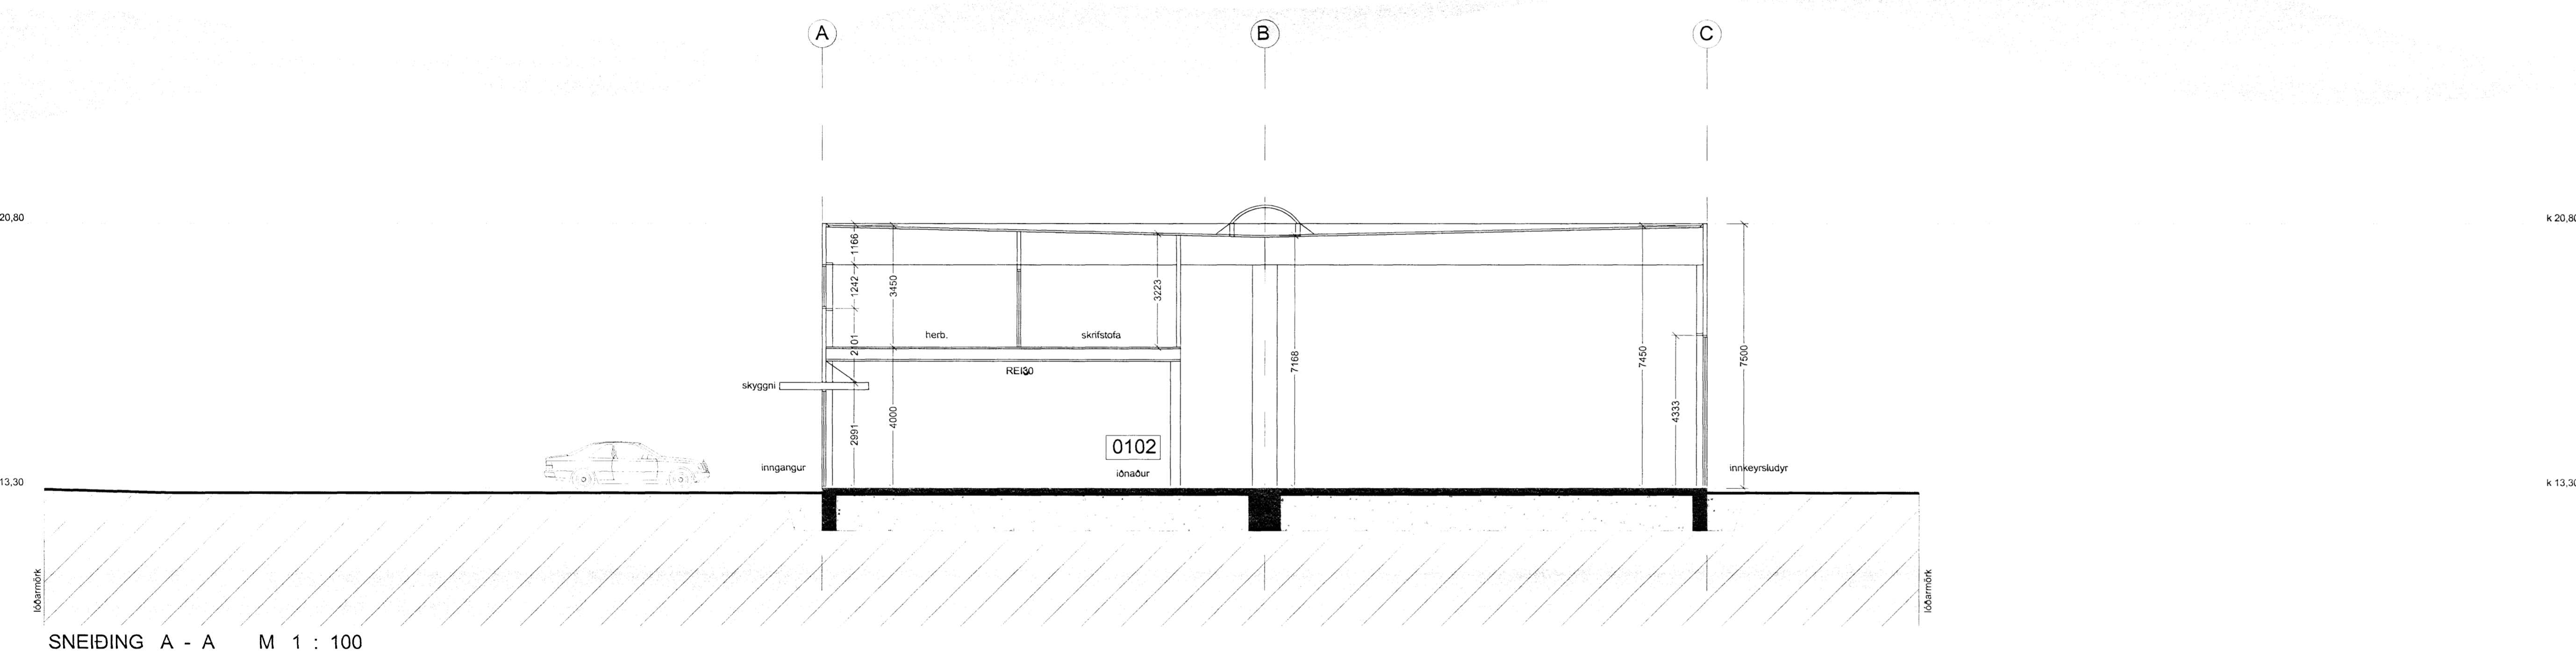 A
B
C
20,80
k 20,80
1166
1242
3450
3223
herb.
skrifstofa
2101
REI30
7168
7450
7500
skyggni
4000
4333
2991
0102
inngangur
iðnaður
innkeyrsludyr
13,30
k 13,30
lóðarmörk
lóðarmörk
SNEIÐING A - A M 1 : 100